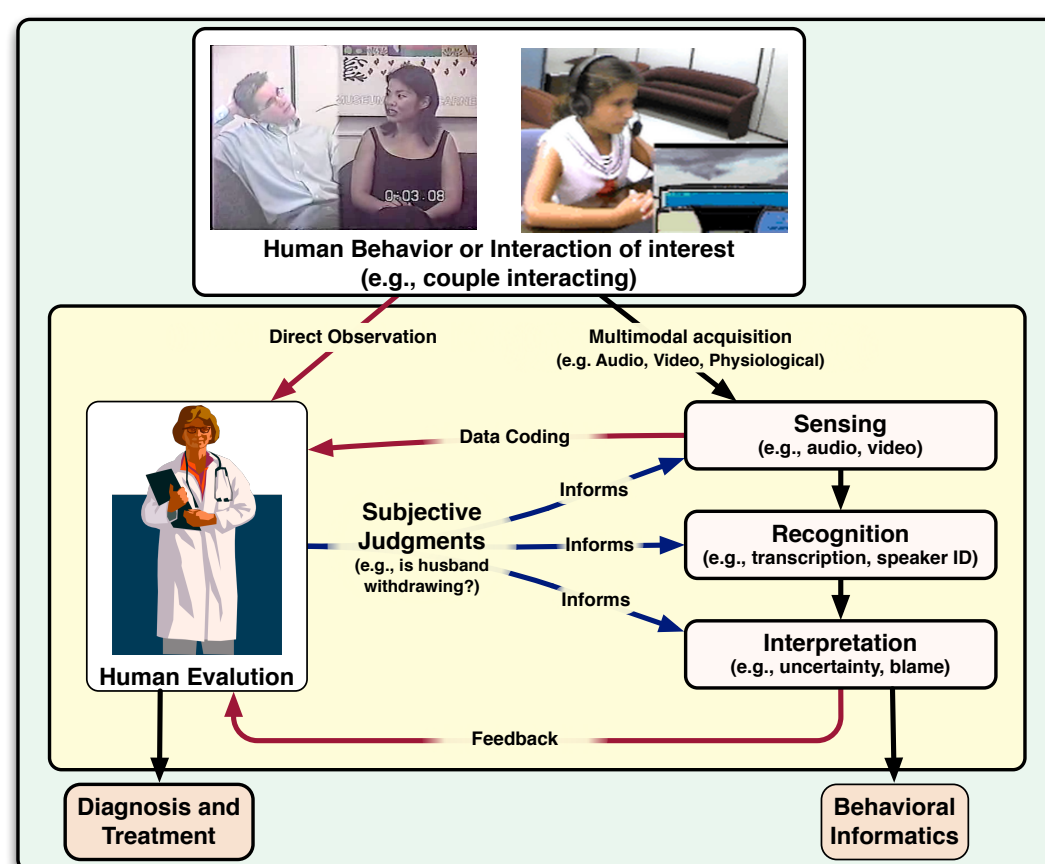 MUSEUM
0:03.08
Human Behavior or Interaction of interest
(e.g., couple interacting)
Direct Observation
Multimodal acquisition
(e.g. Audio, Video, Physiological)
Sensing
(e.g., audio, video)
Data Coding
Informs
Subjective
Judgments
(e.g., is husband
withdrawing?)
Informs
Recognition
(e.g., transcription, speaker ID)
Informs
Interpretation
(e.g., uncertainty, blame)
Human Evalution
Feedback
Diagnosis and
Treatment
Behavioral
Informatics